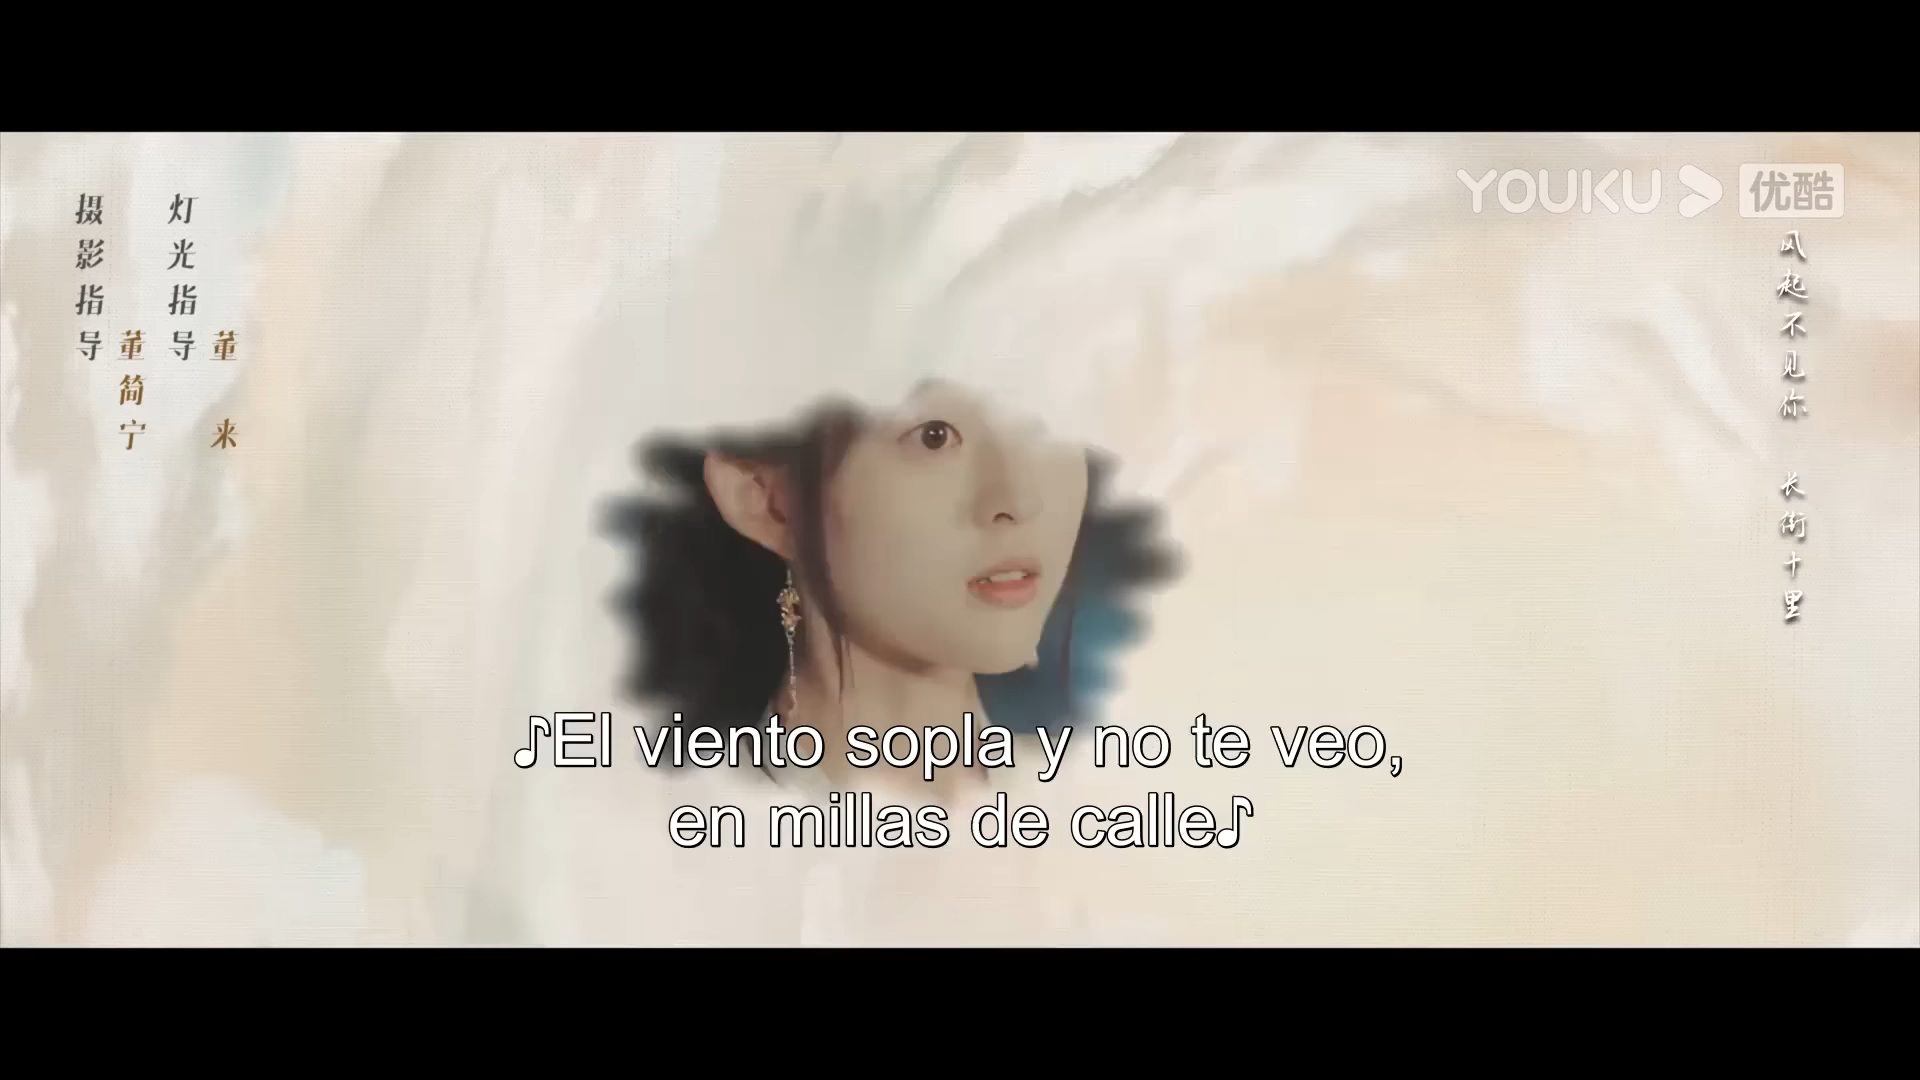 摄影指导
董简宁
灯光指导
董来
YOUKU 优酷
风起不见你 长街十里
♪El viento sopla y no te veo,
en millas de calle♪